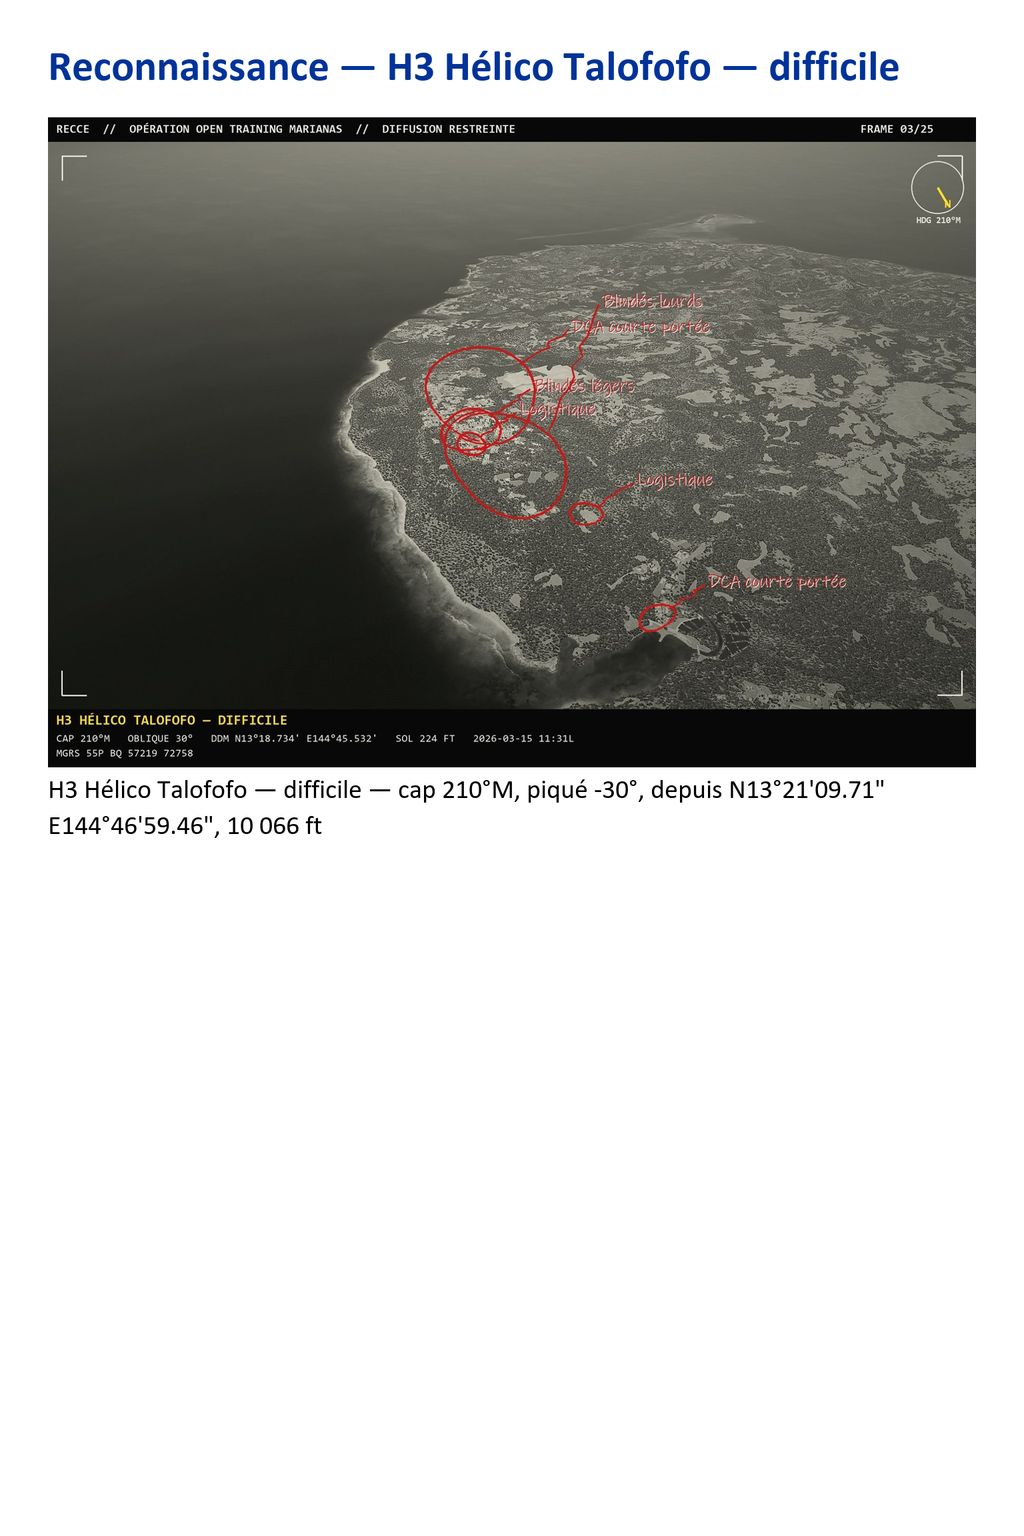 Reconnaissance — H3 Hélico Talofofo — difficile
RECCE // OPÉRATION OPEN TRAINING MARIANAS // DIFFUSION RESTREINTE FRAME 03/25
N
HDG 210°M
Blindés lourds
DCA courte portée
Blindés légers
Logistique
Logistique
DCA courte portée
H3 HÉLICO TALOFOFO — DIFFICILE
CAP 210°M OBLIQUE 30° DDM N13°18.734' E144°45.532' SOL 224 FT 2026-03-15 11:31L
MGRS 55P BQ 57219 72758
H3 Hélico Talofofo — difficile — cap 210°M, piqué -30°, depuis N13°21'09.71"
E144°46'59.46", 10 066 ft